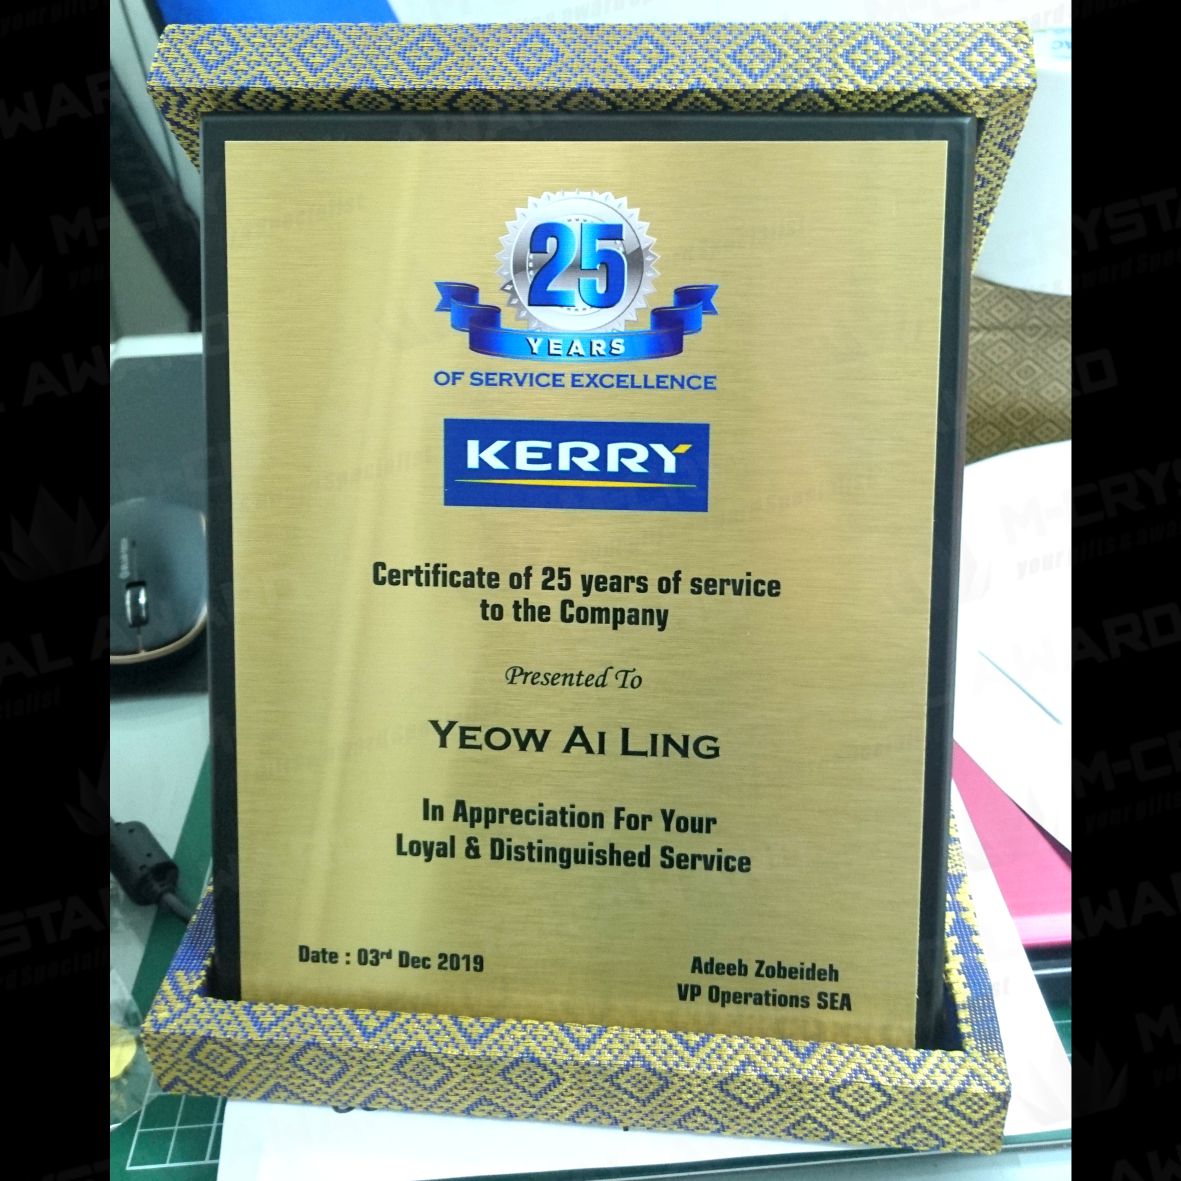 25
YEARS
OF SERVICE EXCELLENCE
KERRY
Certificate of 25 years of service
to the Company
Presented To
YEOW AI LING
In Appreciation For Your
Loyal & Distinguished Service
Date : 03rd Dec 2019
Adeeb Zobeideh
VP Operations SEA